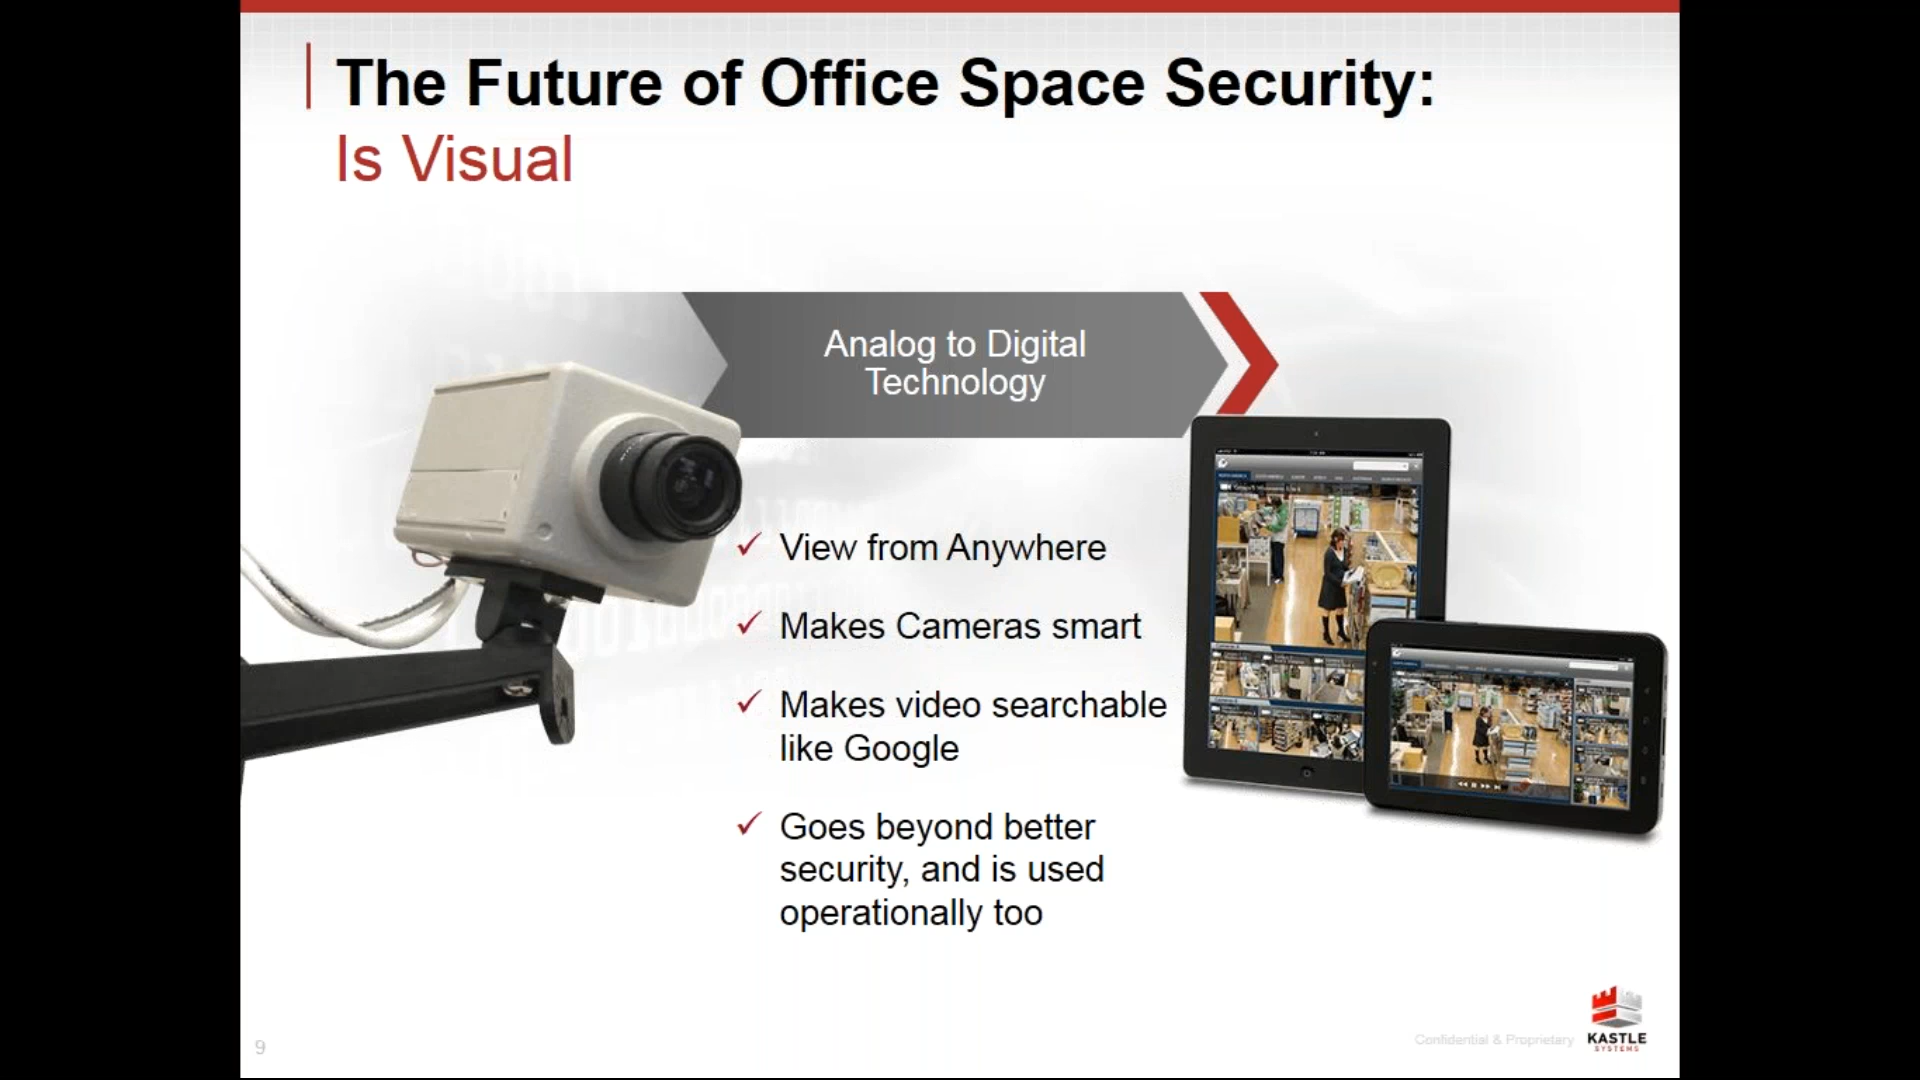 The Future of Office Space Security:
Is Visual
Analog to Digital
Technology
View from Anywhere
Makes Cameras smart
Makes video searchable
like Google
Goes beyond better
security, and is used
operationally too
9
Confidential & Proprietary
KASTLE
SYSTEMS